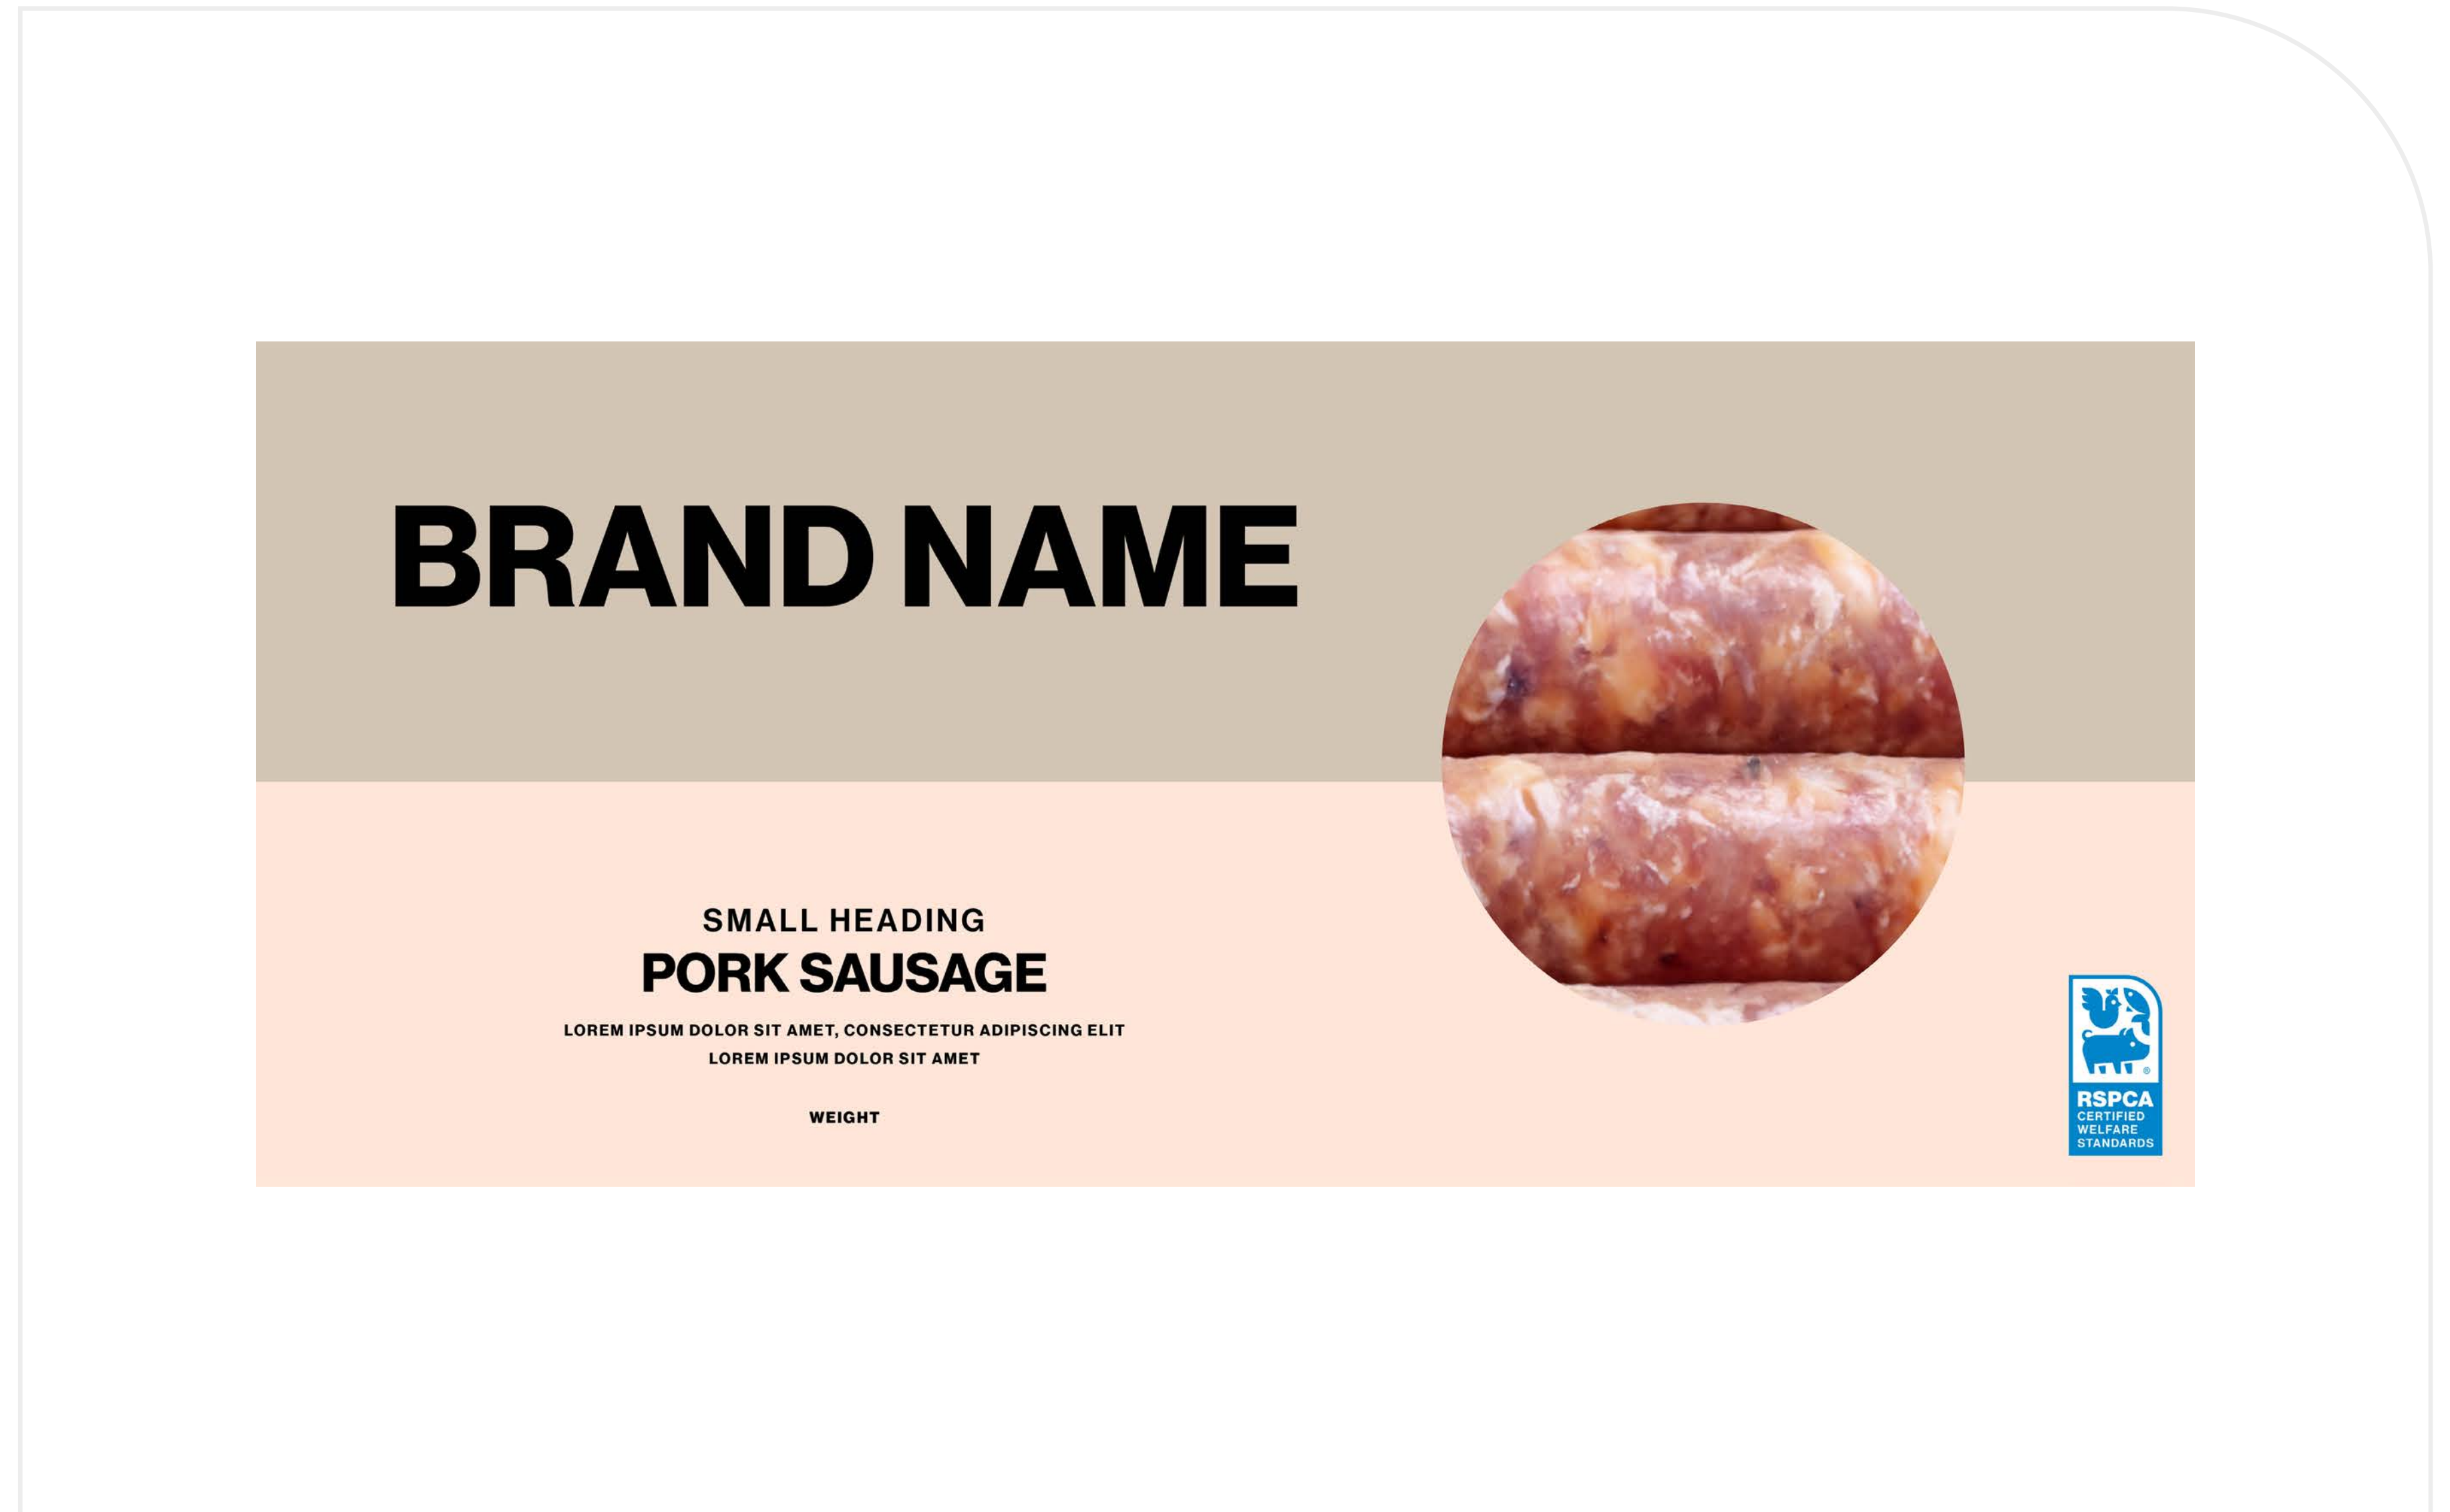 BRAND NAME
SMALL HEADING
PORK SAUSAGE
LOREM IPSUM DOLOR SIT AMET, CONSECTETUR ADIPISCING ELIT
LOREM IPSUM DOLOR SIT AMET
WEIGHT
®
RSPCA
CERTIFIED
WELFARE
STANDARDS